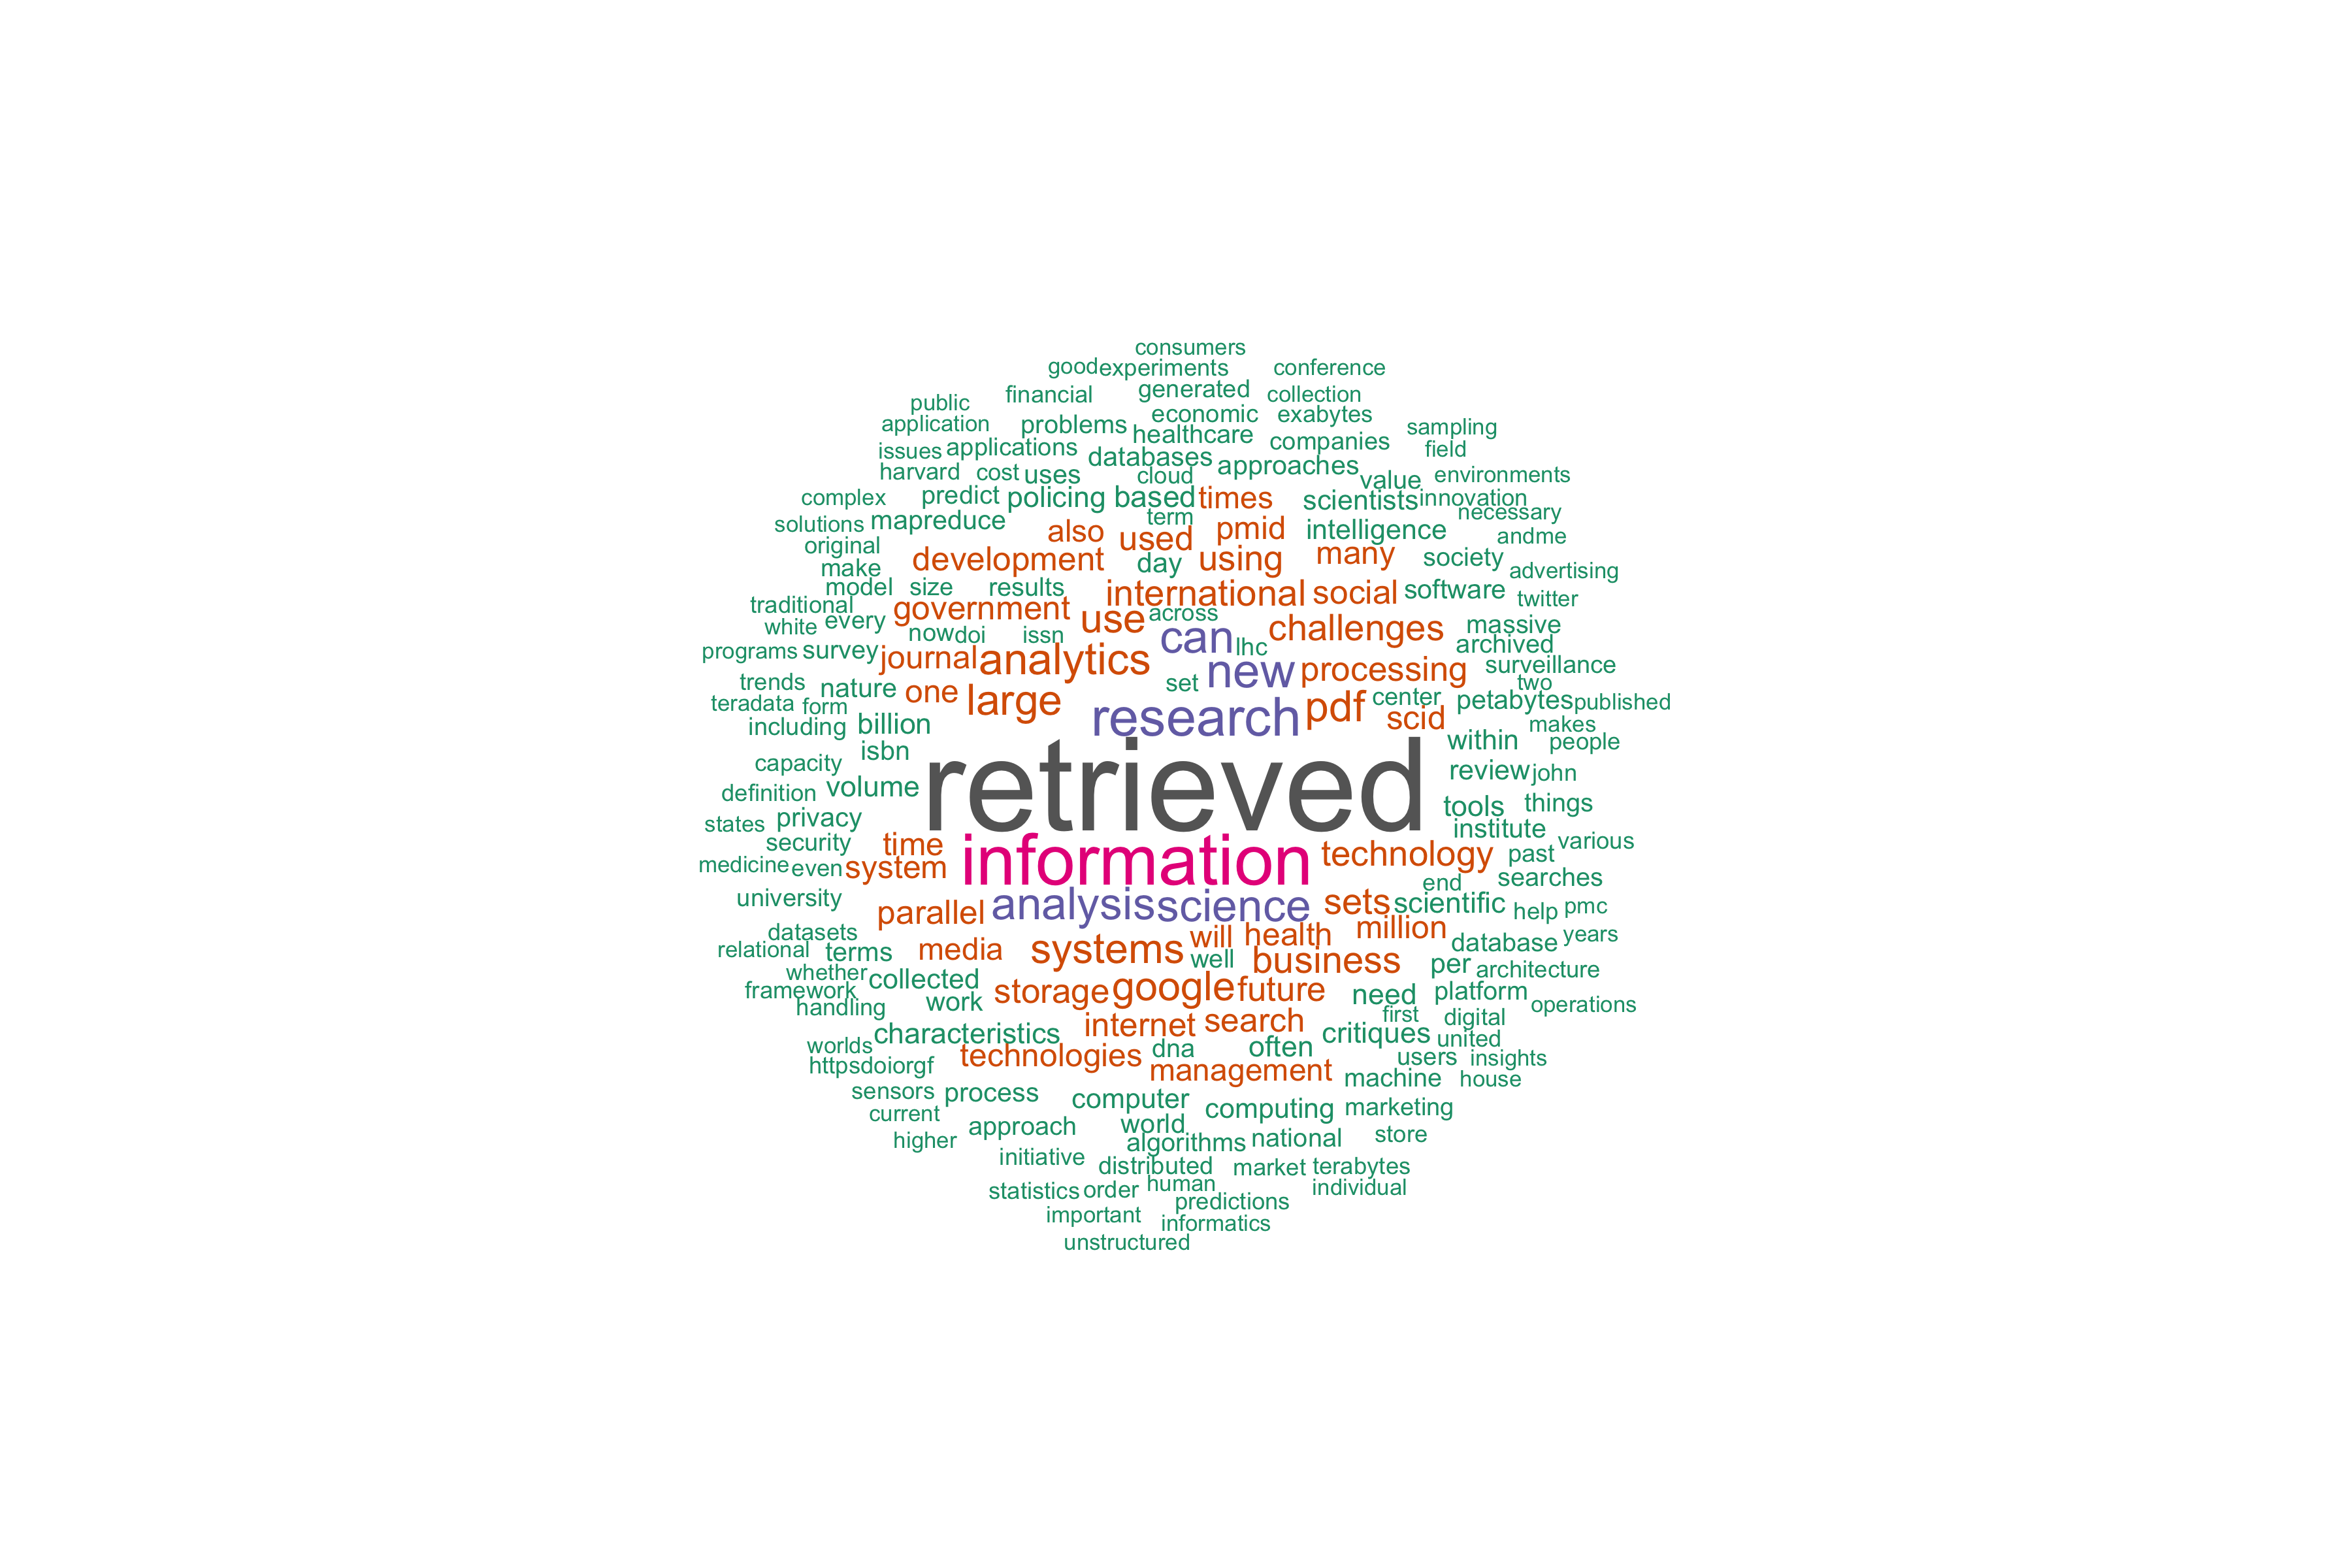 consumers
good experiments conference
financial generated collection
public economic exabytes
application problems healthcare companies sampling
issues applications databases approaches field
harvard cost uses cloud value environments
complex predict policing based times scientists innovation
solutions mapreduce term pmid intelligence necessary
original also used many andme
make development day using society advertising
model size results international social software twitter
traditional government use across challenges massive
white every now doi issn can lhc archived
programs survey journal analytics new processing surveillance
trends nature one large set two
teradata form research pdf center petabytes published
including billion scid makes
isbn within people
capacity retrieved review john
definition volume tools things
states privacy institute
security time information technology past various
medicine even system end searches
university parallel analysis science sets scientific help pmc
datasets will health million years
relational terms media systems well business database
whether collected per architecture
framework storage google future need platform
handling work first operations
characteristics internet search critiques digital
worlds technologies dna often united
httpsdoiorgf management users insights
sensors process computer machine house
current computing marketing
higher approach world algorithms national store
initiative distributed market terabytes
statistics order human individual
important predictions
informatics
unstructured